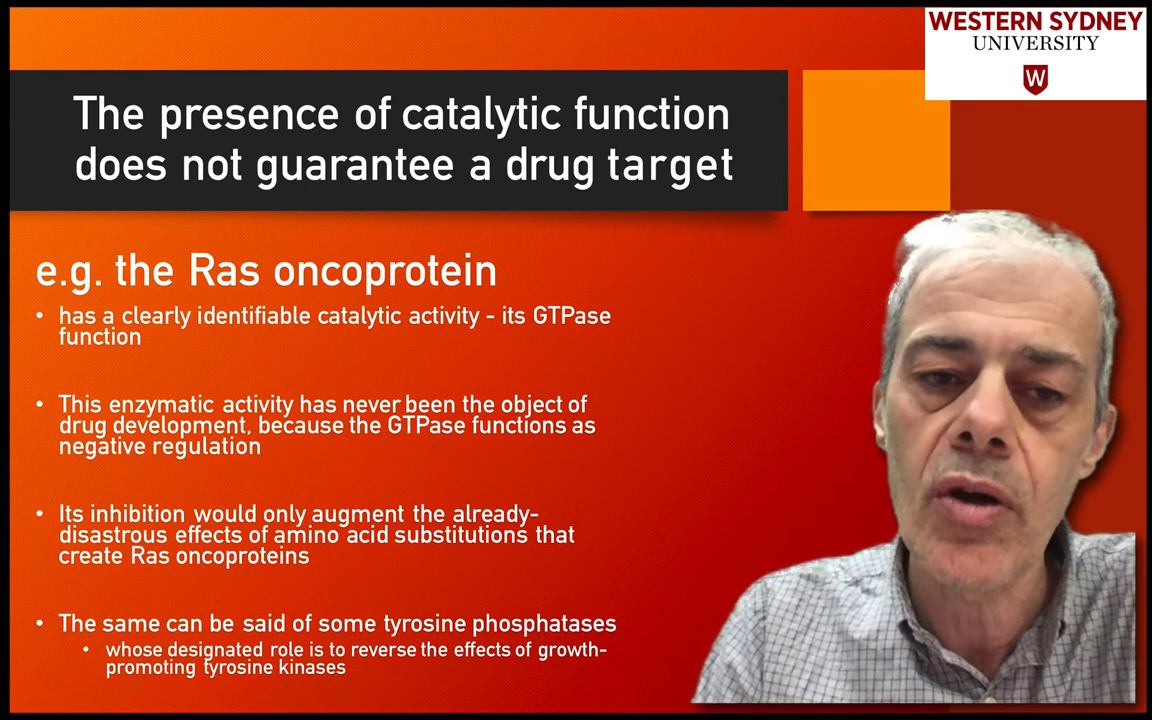 WESTERN SYDNEY
UNIVERSITY
W
The presence of catalytic function
does not guarantee a drug target
e.g. the Ras oncoprotein
• has a clearly identifiable catalytic activity - its GTPase
function
• This enzymatic activity has never been the object of
drug development, because the GTPase functions as
negative regulation
• Its inhibition would only augment the already-
disastrous effects of amino acid substitutions that
create Ras oncoproteins
• The same can be said of some tyrosine phosphatases
• whose designated role is to reverse the effects of growth-
promoting tyrosine kinases